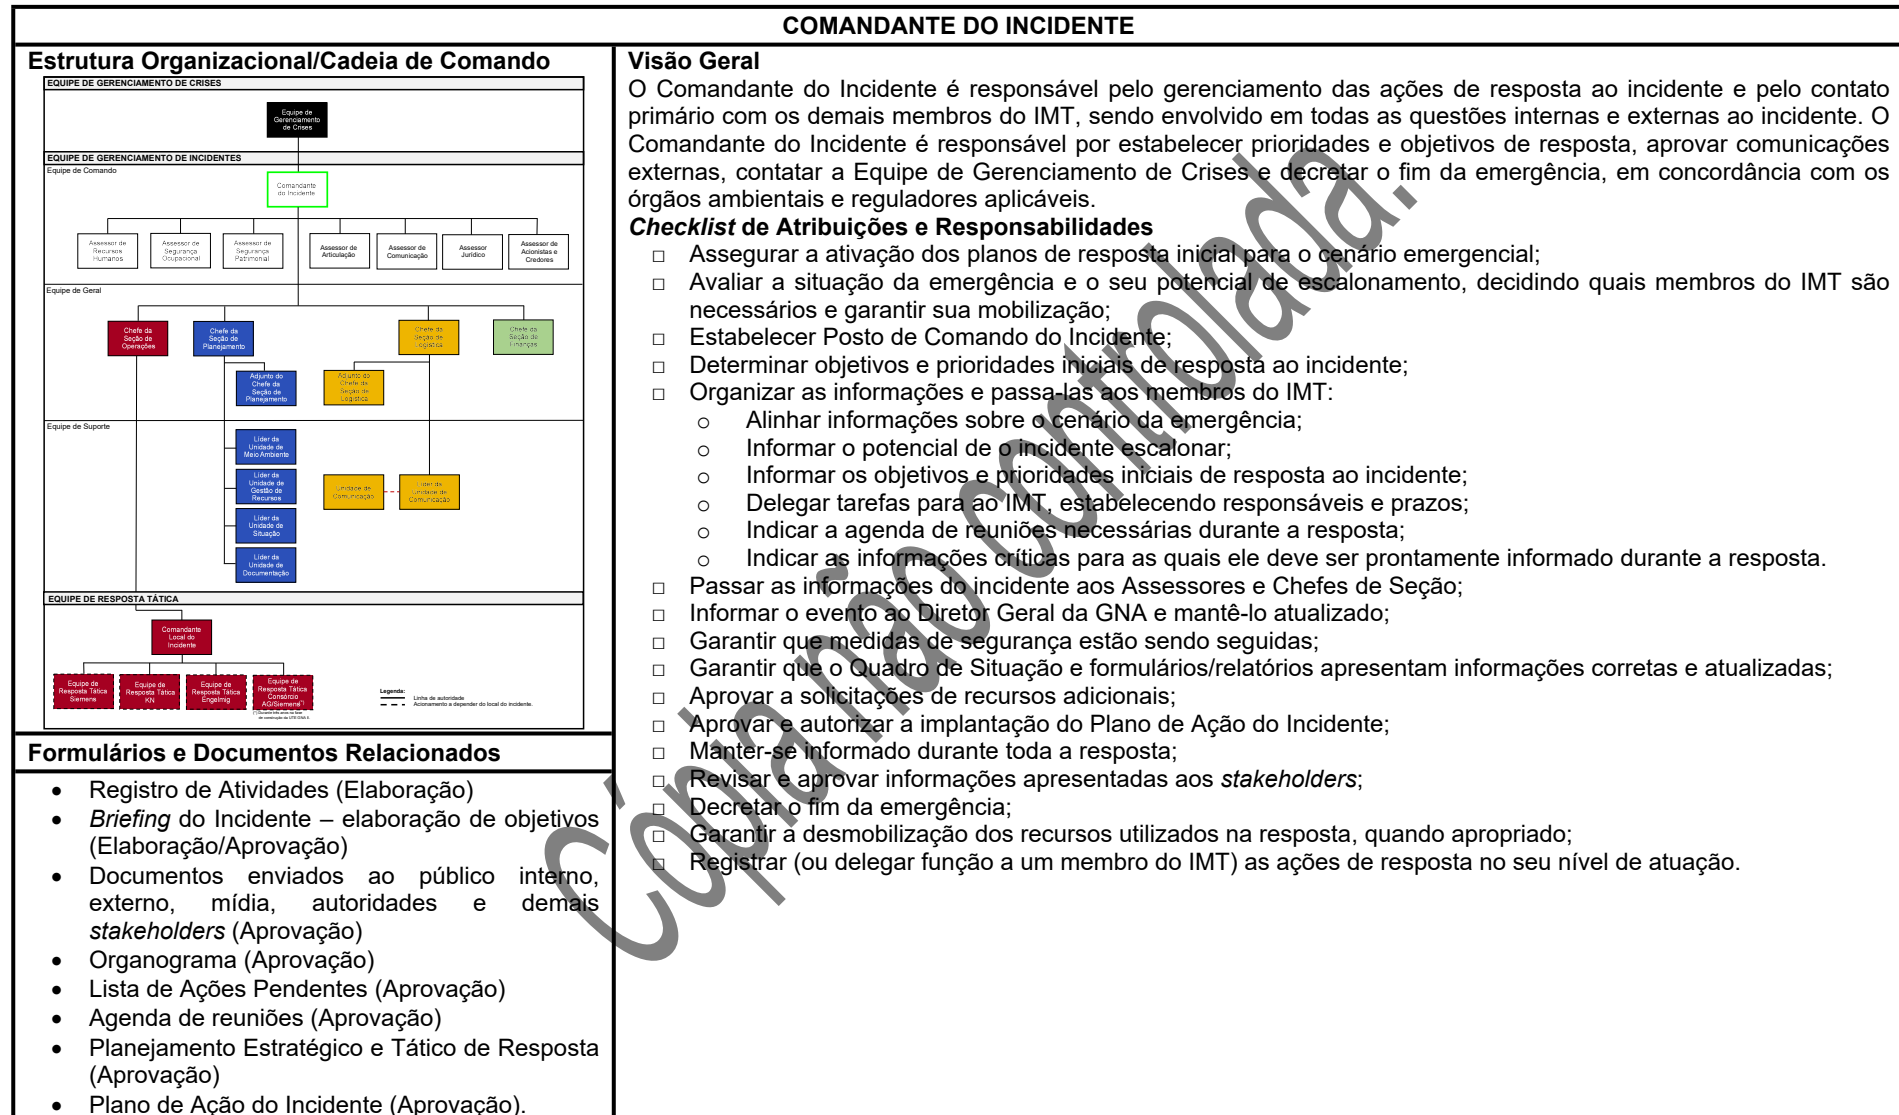 COMANDANTE DO INCIDENTE
Estrutura Organizacional/Cadeia de Comando
EQUIPE DE GERENCIAMENTO DE CRISES
Equipe de
Gerenciamento
de Crises
EQUIPE DE GERENCIAMENTO DE INCIDENTES
Equipe de Comando
Comandante
do Incidente
Assessor de
Recursos
Humanos
Assessor de
Segurança
Ocupacional
Assessor de
Segurança
Patrimonial
Assessor de
Articulação
Assessor de
Comunicação
Assessor
Jurídico
Assessor de
Acionistas e
Credores
Equipe de Geral
Chefe da
Seção de
Operações
Chefe da
Seção de
Planejamento
Chefe da
Seção de
Logística
Chefe da
Seção de
Finanças
Adjunto do
Chefe da
Seção de
Planejamento
Adjunto do
Chefe da
Seção de
Logística
Equipe de Suporte
Líder da
Unidade de
Meio Ambiente
Líder da
Unidade de
Gestão de
Recursos
Líder da
Unidade de
Situação
Líder da
Unidade de
Documentação
Unidade de
Comunicação
Líder da
Unidade de
Comunicação
EQUIPE DE RESPOSTA TÁTICA
Comandante
Local do
Incidente
Equipe de
Resposta Tática
Siemens
Equipe de
Resposta Tática
KN
Equipe de
Resposta Tática
Engelmig
Equipe de
Resposta Tática
Consórcio
AG/Siemens(*)
Legenda:
Linha de autoridade
Acionamento a depender do local do incidente.
Formulários e Documentos Relacionados
• Registro de Atividades (Elaboração)
• Briefing do Incidente – elaboração de objetivos
(Elaboração/Aprovação)
• Documentos enviados ao público interno,
externo, mídia, autoridades e demais
stakeholders (Aprovação)
• Organograma (Aprovação)
• Lista de Ações Pendentes (Aprovação)
• Agenda de reuniões (Aprovação)
• Planejamento Estratégico e Tático de Resposta
(Aprovação)
• Plano de Ação do Incidente (Aprovação).
Visão Geral
O Comandante do Incidente é responsável pelo gerenciamento das ações de resposta ao incidente e pelo contato
primário com os demais membros do IMT, sendo envolvido em todas as questões internas e externas ao incidente. O
Comandante do Incidente é responsável por estabelecer prioridades e objetivos de resposta, aprovar comunicações
externas, contatar a Equipe de Gerenciamento de Crises e decretar o fim da emergência, em concordância com os
órgãos ambientais e reguladores aplicáveis.
Checklist de Atribuições e Responsabilidades
□ Assegurar a ativação dos planos de resposta inicial para o cenário emergencial;
□ Avaliar a situação da emergência e o seu potencial de escalonamento, decidindo quais membros do IMT são
necessários e garantir sua mobilização;
□ Estabelecer Posto de Comando do Incidente;
□ Determinar objetivos e prioridades iniciais de resposta ao incidente;
□ Organizar as informações e passa-las aos membros do IMT:
o Alinhar informações sobre o cenário da emergência;
o Informar o potencial de o incidente escalonar;
o Informar os objetivos e prioridades iniciais de resposta ao incidente;
o Delegar tarefas para ao IMT, estabelecendo responsáveis e prazos;
o Indicar a agenda de reuniões necessárias durante a resposta;
o Indicar as informações críticas para as quais ele deve ser prontamente informado durante a resposta.
□ Passar as informações do incidente aos Assessores e Chefes de Seção;
□ Informar o evento ao Diretor Geral da GNA e mantê-lo atualizado;
□ Garantir que medidas de segurança estão sendo seguidas;
□ Garantir que o Quadro de Situação e formulários/relatórios apresentam informações corretas e atualizadas;
□ Aprovar a solicitações de recursos adicionais;
□ Aprovar e autorizar a implantação do Plano de Ação do Incidente;
□ Manter-se informado durante toda a resposta;
□ Revisar e aprovar informações apresentadas aos stakeholders;
□ Decretar o fim da emergência;
□ Garantir a desmobilização dos recursos utilizados na resposta, quando apropriado;
□ Registrar (ou delegar função a um membro do IMT) as ações de resposta no seu nível de atuação.
Cópia não controlada.